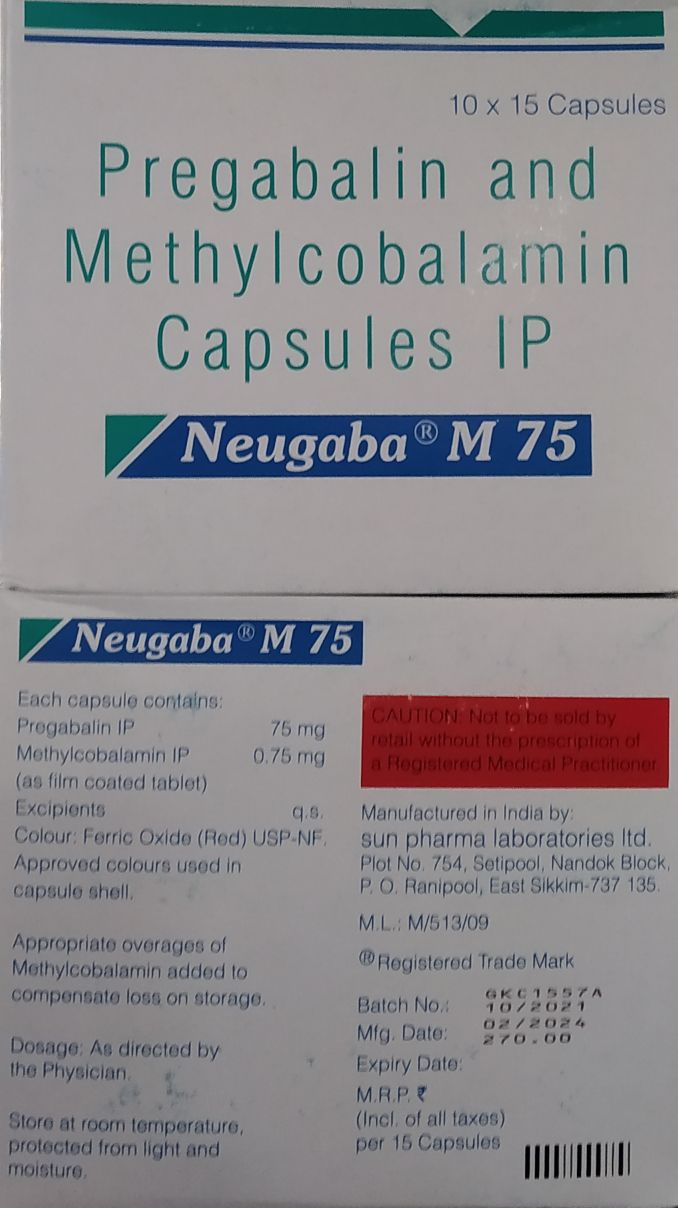 10 x 15 Capsules
Pregabalin and
Methylcobalamin
Capsules IP
Neugaba® M 75
Neugaba® M 75
Each capsule contains:
Pregabalin IP 75 mg
Methylcobalamin IP 0.75 mg
(as film coated tablet)
Excipients q.s.
Colour: Ferric Oxide (Red) USP-NF.
Approved colours used in
capsule shell.
Appropriate overages of
Methylcobalamin added to
compensate loss on storage.
Dosage: As directed by
the Physician.
Store at room temperature,
protected from light and
moisture.
CAUTION: Not to be sold by
retail without the prescription of
a Registered Medical Practitioner.
Manufactured in India by:
sun pharma laboratories ltd.
Plot No. 754, Setipool, Nandok Block,
P. O. Ranipool, East Sikkim-737 135.
M.L.: M/513/09
® Registered Trade Mark
Batch No.: GKC1557A
Mfg. Date: 10/2021
Expiry Date: 02/2024
M.R.P. ₹ 270.00
(Incl. of all taxes)
per 15 Capsules